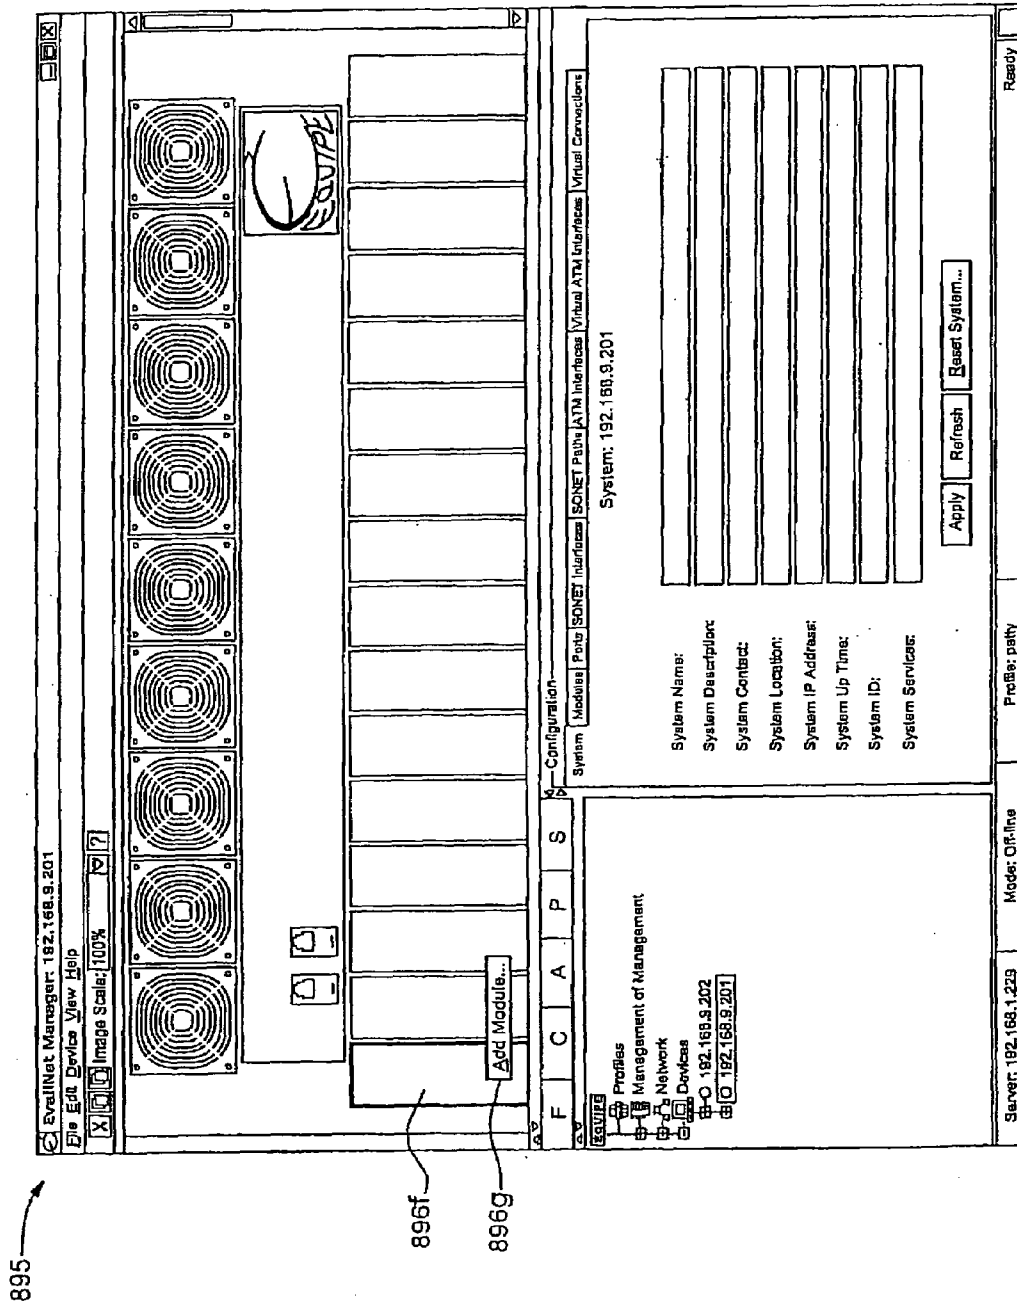 895
EvalNet Manager: 192.168.9.201
File Edit Device View Help
Image Scale: 100%
?
EQUIPE
896f
896g
Add Module...
F C A P S
EQUIPE
Profiles
Management of Management
Network
Devices
192.168.9.202
192.168.9.201
Configuration
System Modules Ports SONET Interfaces SONET Paths ATM Interfaces Virtual ATM Interfaces Virtual Connections
System: 192.168.9.201
System Name:
System Description:
System Contact:
System Location:
System IP Address:
System Up Time:
System ID:
System Services:
Apply Refresh Reset System...
Server: 192.168.1.229 Mode: Off-line Profile: patty Ready